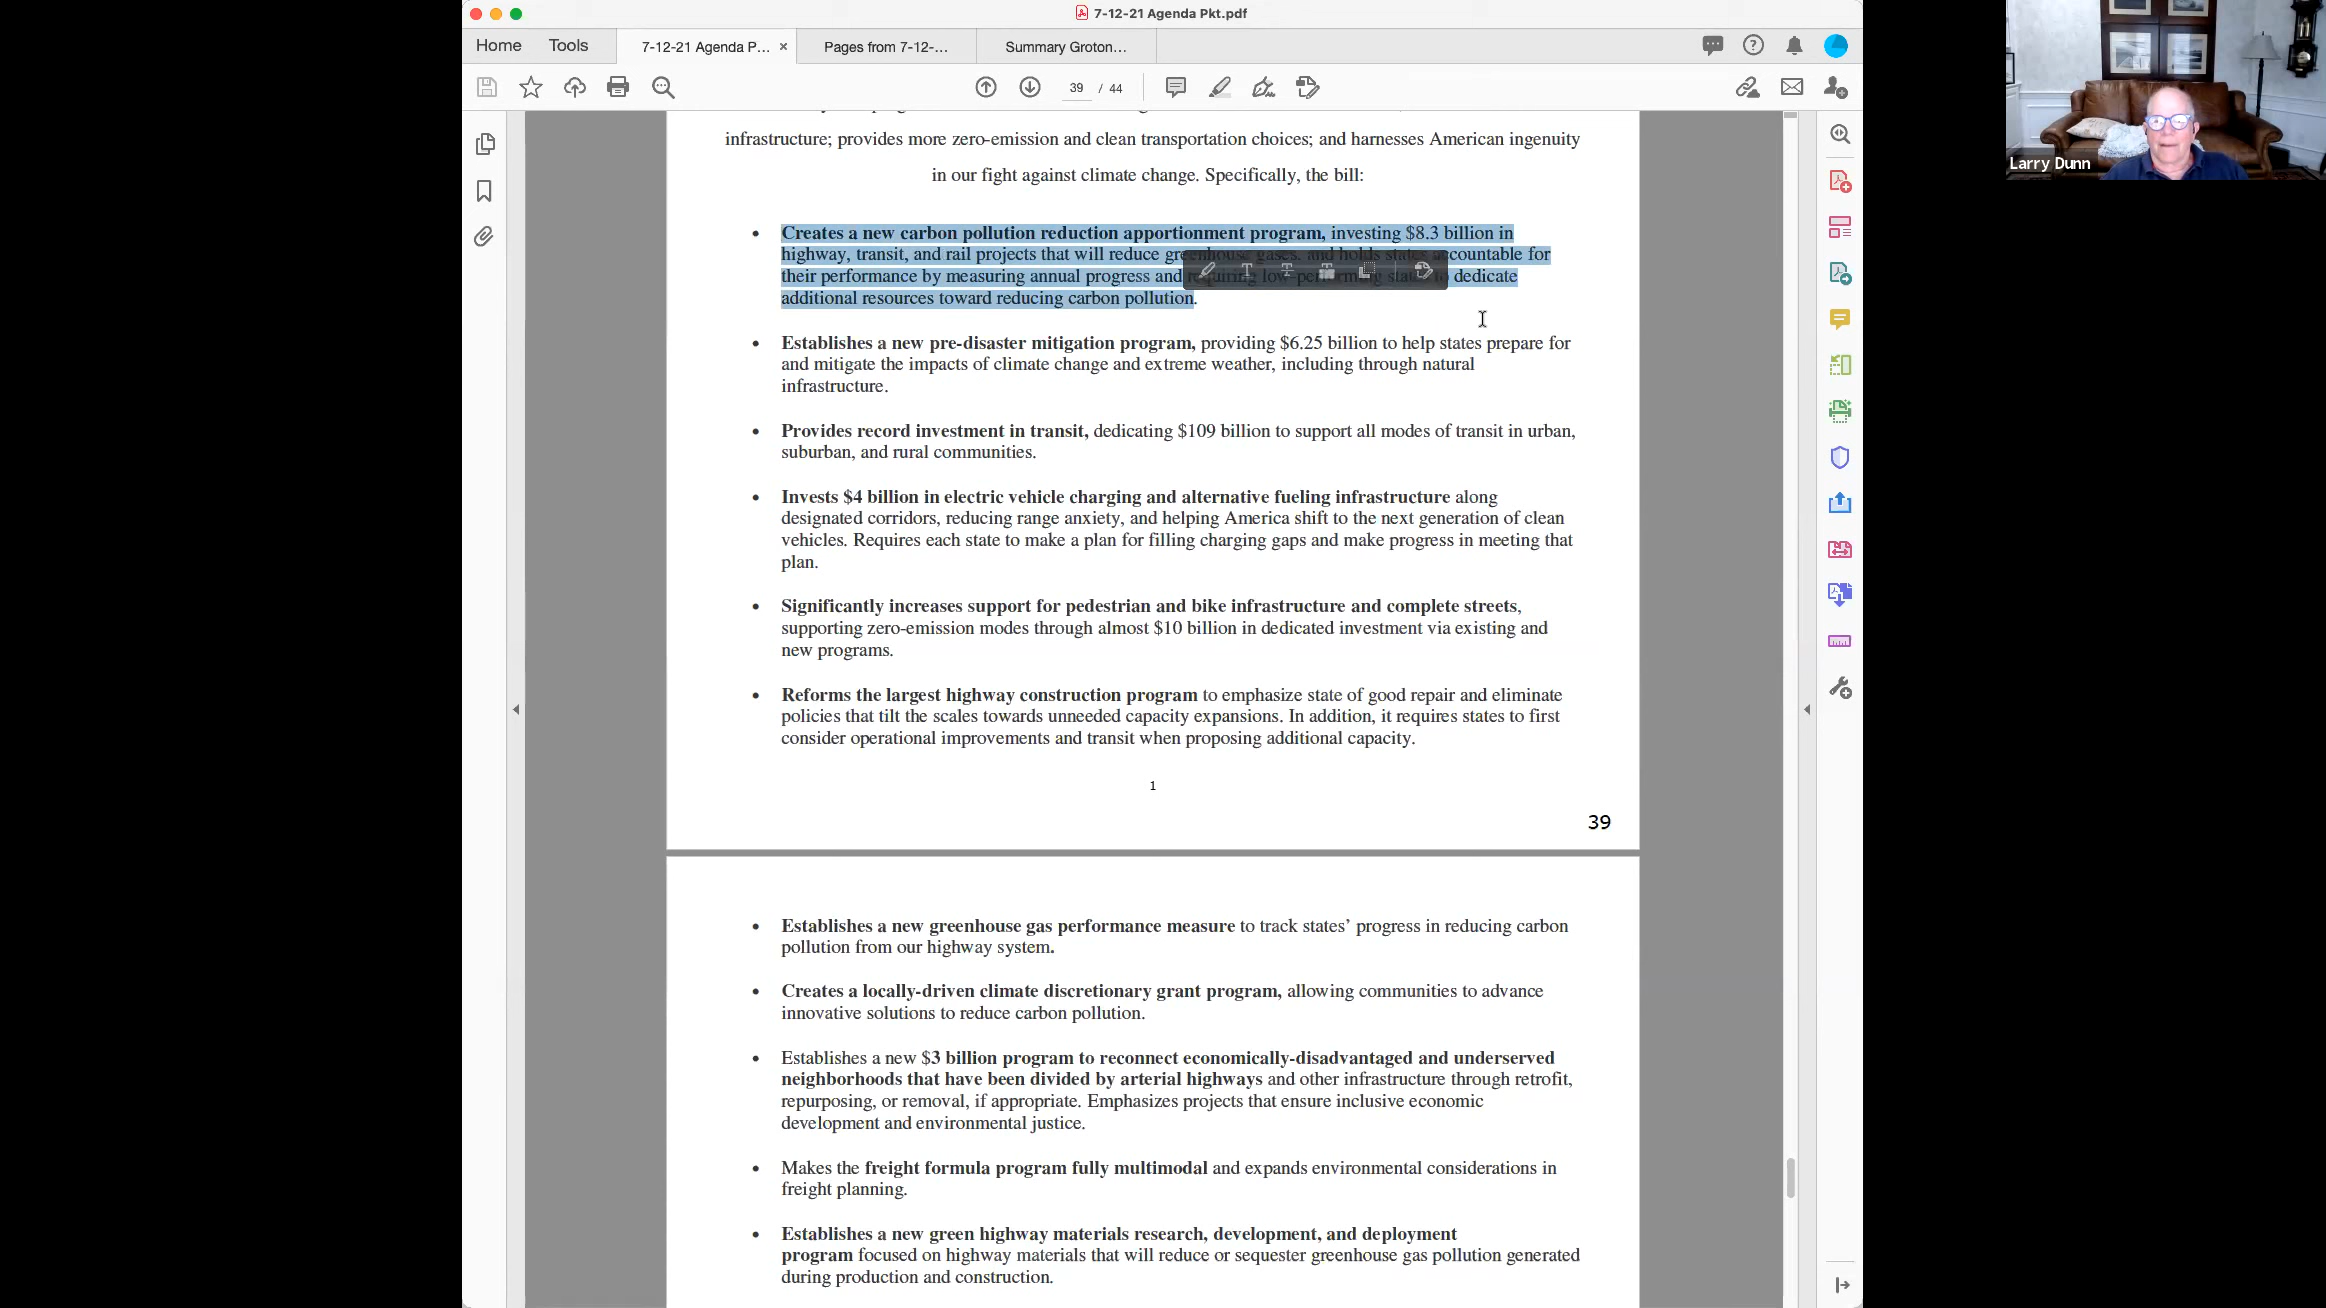 7-12-21 Agenda Pkt.pdf
Home Tools 7-12-21 Agenda P... × Pages from 7-12-... Summary Groton...
39 / 44
Larry Dunn
infrastructure; provides more zero-emission and clean transportation choices; and harnesses American ingenuity
in our fight against climate change. Specifically, the bill:
• Creates a new carbon pollution reduction apportionment program, investing $8.3 billion in
highway, transit, and rail projects that will reduce greenhouse gases, and holds states accountable for
their performance by measuring annual progress and requiring low-performing states to dedicate
additional resources toward reducing carbon pollution.
• Establishes a new pre-disaster mitigation program, providing $6.25 billion to help states prepare for
and mitigate the impacts of climate change and extreme weather, including through natural
infrastructure.
• Provides record investment in transit, dedicating $109 billion to support all modes of transit in urban,
suburban, and rural communities.
• Invests $4 billion in electric vehicle charging and alternative fueling infrastructure along
designated corridors, reducing range anxiety, and helping America shift to the next generation of clean
vehicles. Requires each state to make a plan for filling charging gaps and make progress in meeting that
plan.
• Significantly increases support for pedestrian and bike infrastructure and complete streets,
supporting zero-emission modes through almost $10 billion in dedicated investment via existing and
new programs.
• Reforms the largest highway construction program to emphasize state of good repair and eliminate
policies that tilt the scales towards unneeded capacity expansions. In addition, it requires states to first
consider operational improvements and transit when proposing additional capacity.
1
39
• Establishes a new greenhouse gas performance measure to track states’ progress in reducing carbon
pollution from our highway system.
• Creates a locally-driven climate discretionary grant program, allowing communities to advance
innovative solutions to reduce carbon pollution.
• Establishes a new $3 billion program to reconnect economically-disadvantaged and underserved
neighborhoods that have been divided by arterial highways and other infrastructure through retrofit,
repurposing, or removal, if appropriate. Emphasizes projects that ensure inclusive economic
development and environmental justice.
• Makes the freight formula program fully multimodal and expands environmental considerations in
freight planning.
• Establishes a new green highway materials research, development, and deployment
program focused on highway materials that will reduce or sequester greenhouse gas pollution generated
during production and construction.